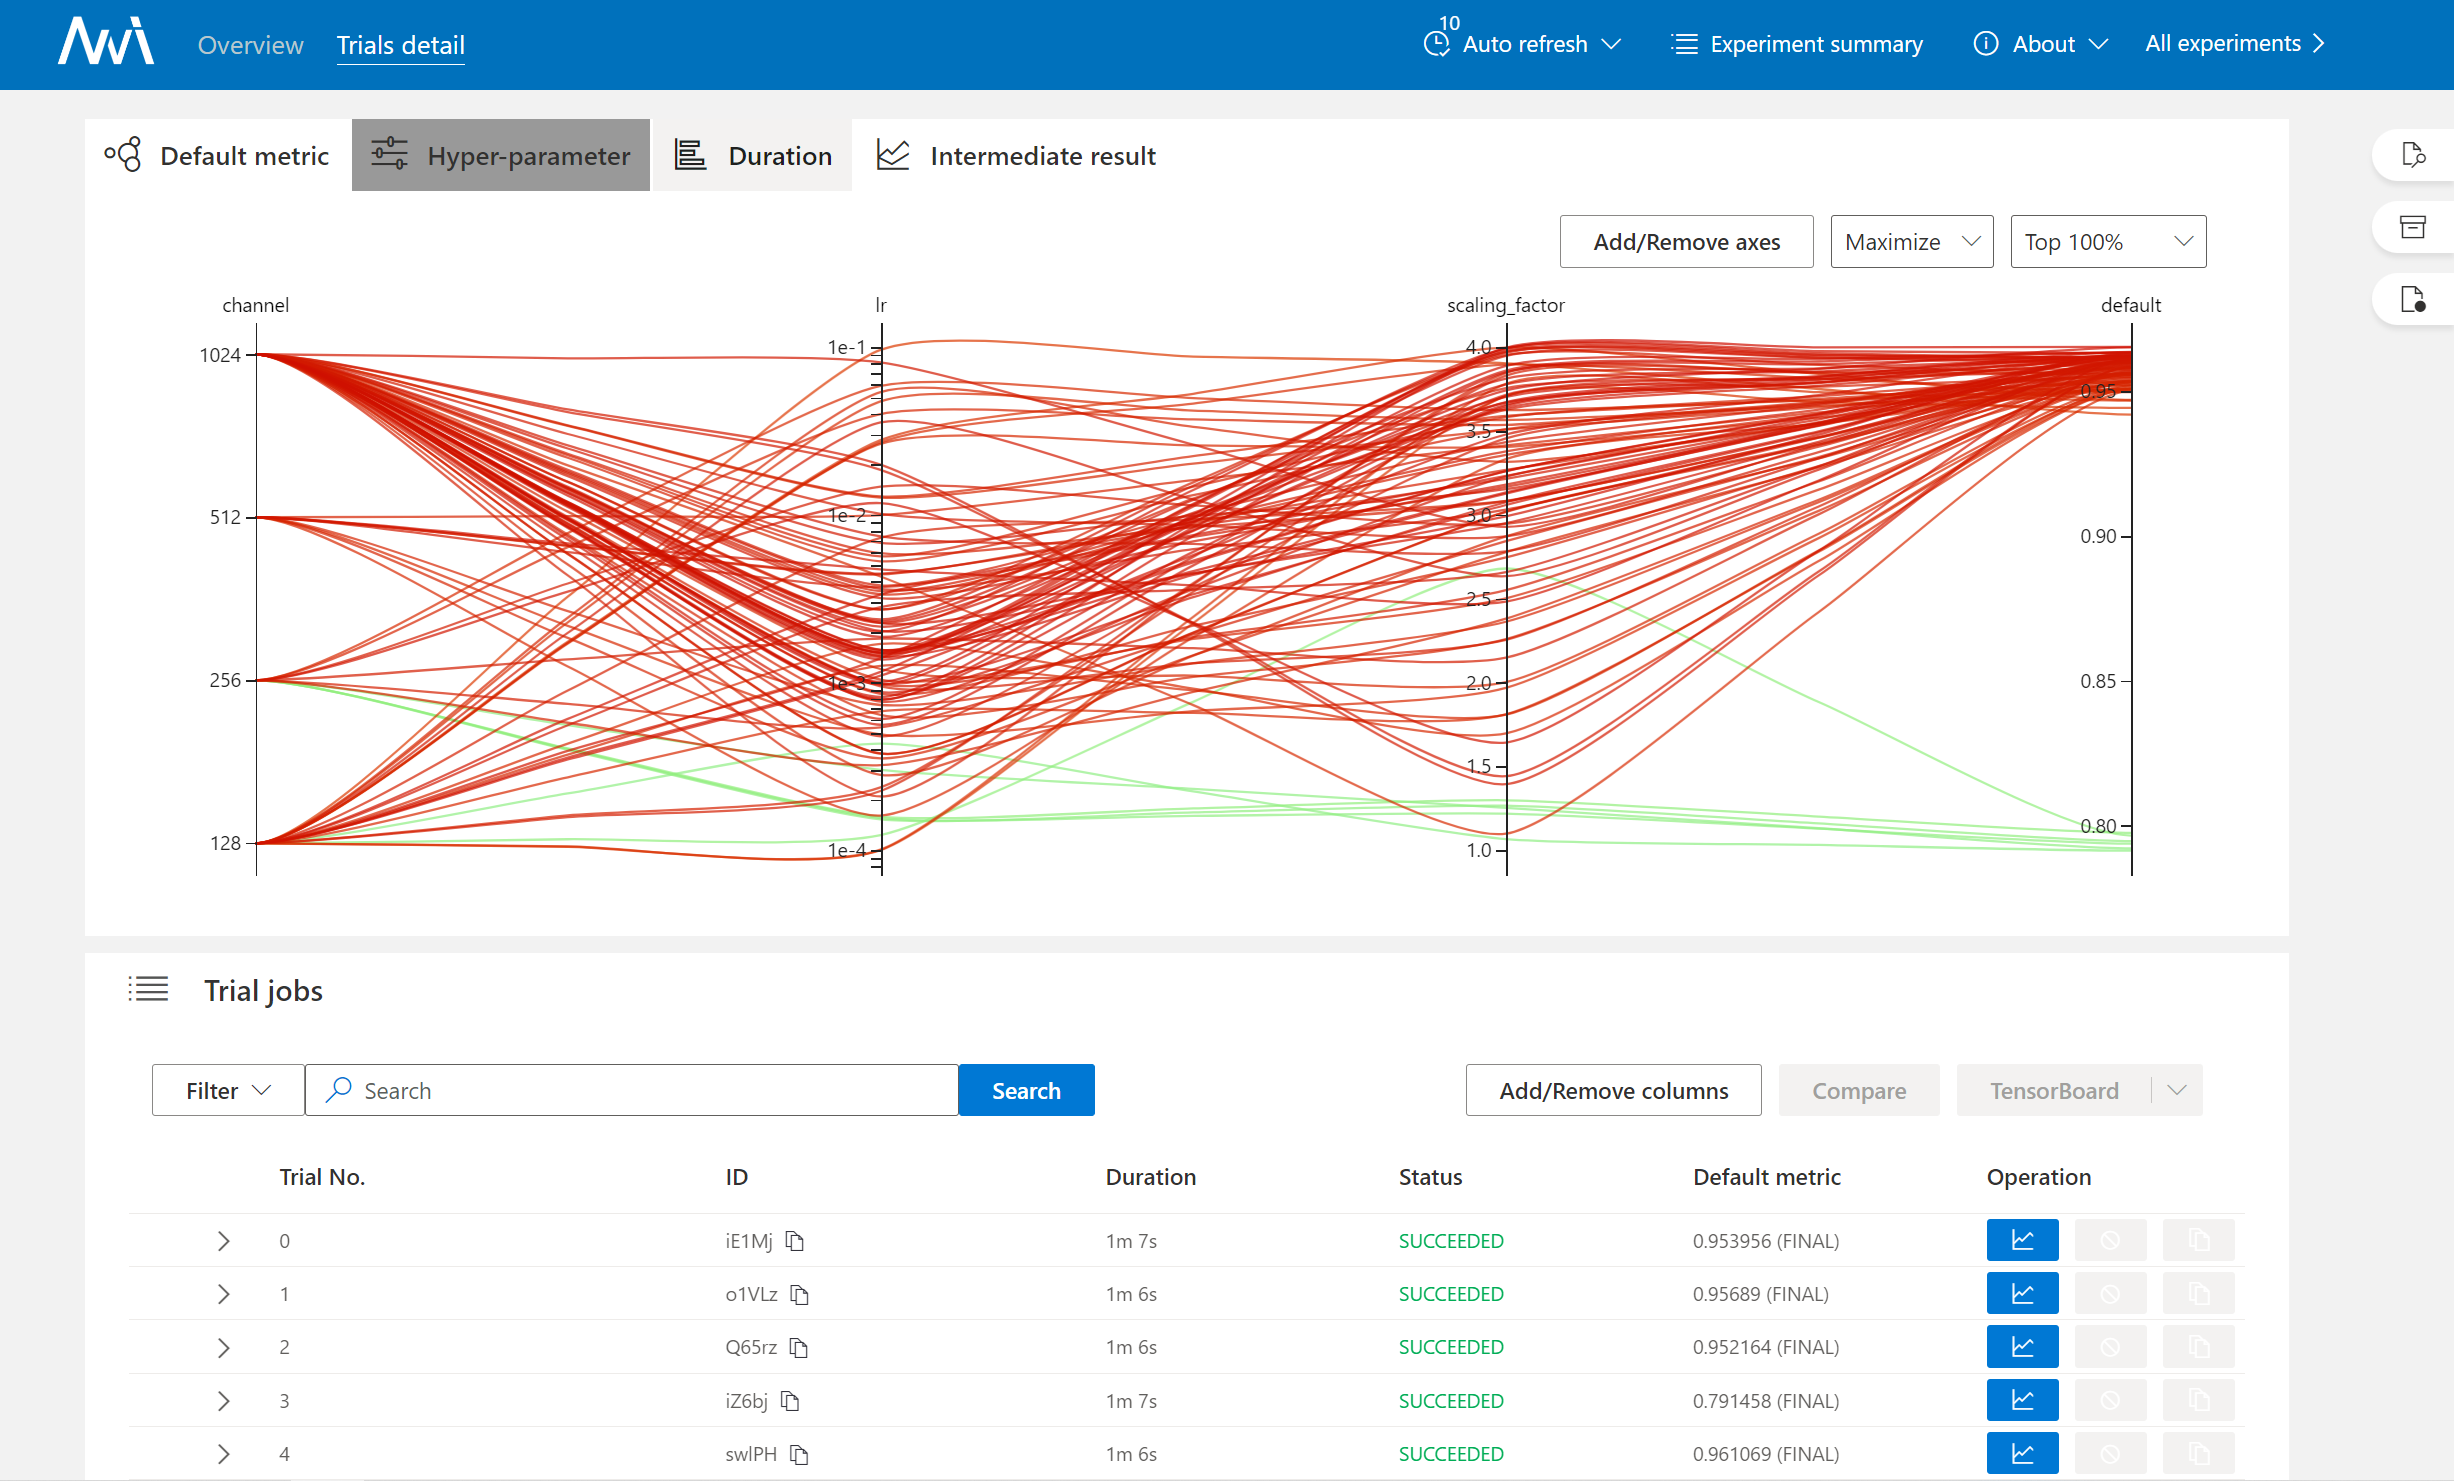 Overview Trials detail 10 Auto refresh Experiment summary About All experiments
Default metric Hyper-parameter Duration Intermediate result
Add/Remove axes Maximize Top 100%
channel lr scaling_factor default
1024 1e-1 4.0
0.95
3.5
512 1e-2 3.0 0.90
2.5
256 1e-3 2.0 0.85
1.5
128 1e-4 1.0 0.80
Trial jobs
Filter Search Search Add/Remove columns Compare TensorBoard
Trial No. ID Duration Status Default metric Operation
0 iE1Mj 1m 7s SUCCEEDED 0.953956 (FINAL)
1 o1VLz 1m 6s SUCCEEDED 0.95689 (FINAL)
2 Q65rz 1m 6s SUCCEEDED 0.952164 (FINAL)
3 iZ6bj 1m 7s SUCCEEDED 0.791458 (FINAL)
4 swlPH 1m 6s SUCCEEDED 0.961069 (FINAL)